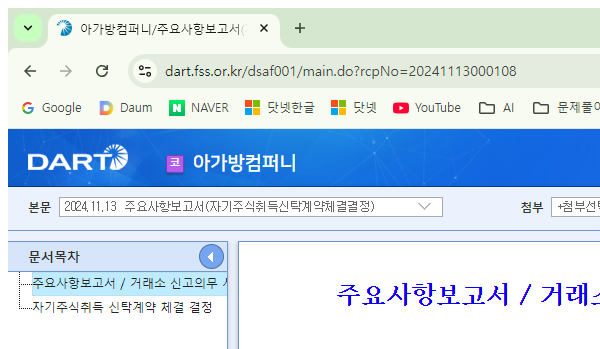 아가방컴퍼니/주요사항보고서(
dart.fss.or.kr/dsaf001/main.do?rcpNo=20241113000108
Google Daum NAVER 닷넷한글 닷넷 YouTube AI 문제풀이
DART 코 아가방컴퍼니
본문 2024.11.13 주요사항보고서(자기주식취득신탁계약체결결정) 첨부 +첨부선택
문서목차
주요사항보고서 / 거래소 신고의무 사
자기주식취득 신탁계약 체결 결정
주요사항보고서 / 거래소